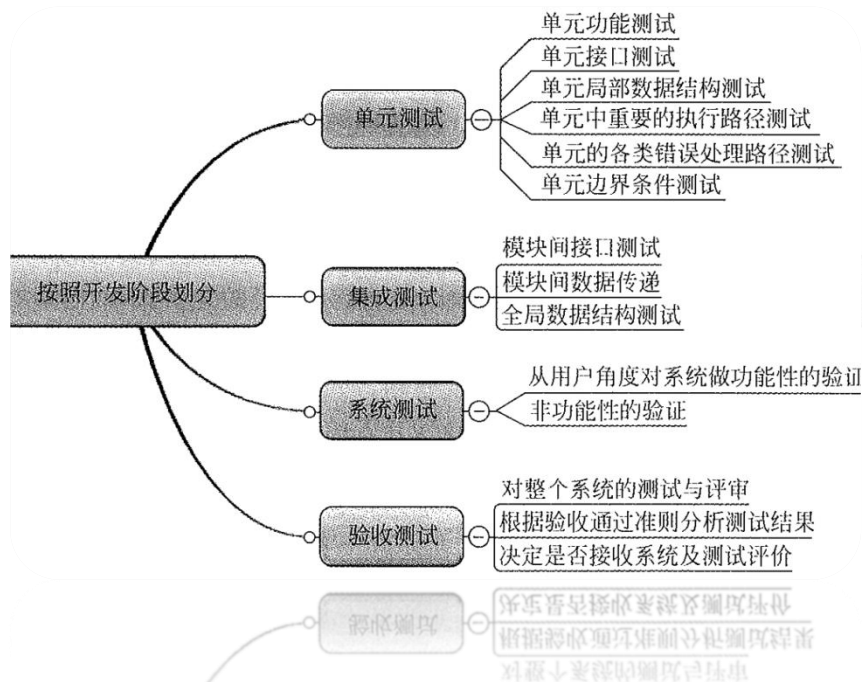 单元功能测试
单元接口测试
单元局部数据结构测试
单元测试
单元中重要的执行路径测试
单元的各类错误处理路径测试
单元边界条件测试
模块间接口测试
按照开发阶段划分
集成测试
模块间数据传递
全局数据结构测试
从用户角度对系统做功能性的验证
系统测试
非功能性的验证
对整个系统的测试与评审
验收测试
根据验收通过准则分析测试结果
决定是否接收系统及测试评价